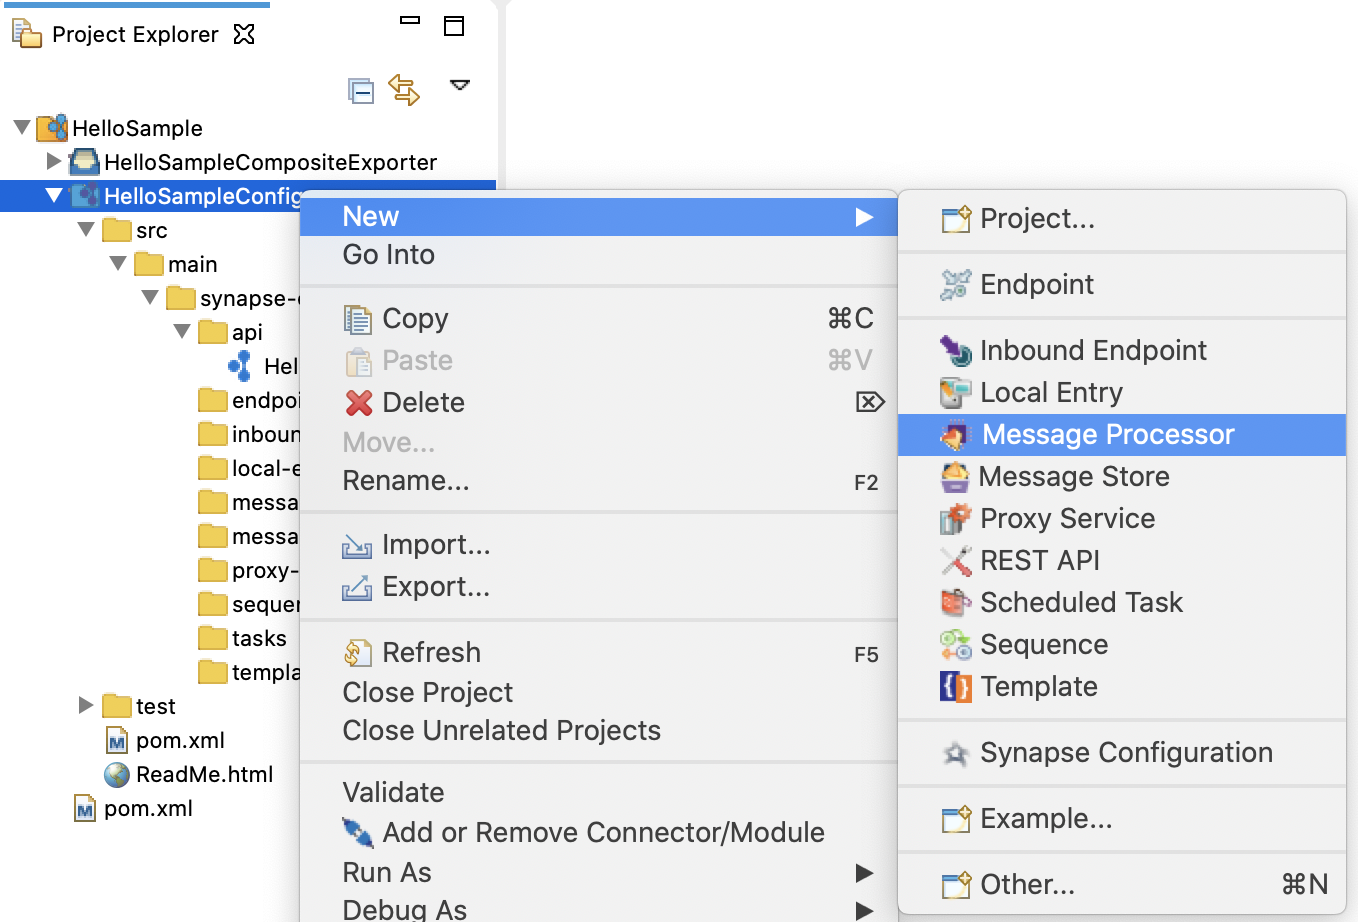 Project Explorer
HelloSample
HelloSampleCompositeExporter
HelloSampleConfig
src
main
synapse-
api
Hel
endpoi
inboun
local-e
messa
messa
proxy-
sequer
tasks
templa
test
pom.xml
ReadMe.html
pom.xml
New
Go Into
Copy ⌘C
Paste ⌘V
Delete ⌦
Move...
Rename... F2
Import...
Export...
Refresh F5
Close Project
Close Unrelated Projects
Validate
Add or Remove Connector/Module
Run As
Debug As
Project...
Endpoint
Inbound Endpoint
Local Entry
Message Processor
Message Store
Proxy Service
REST API
Scheduled Task
Sequence
Template
Synapse Configuration
Example...
Other... ⌘N